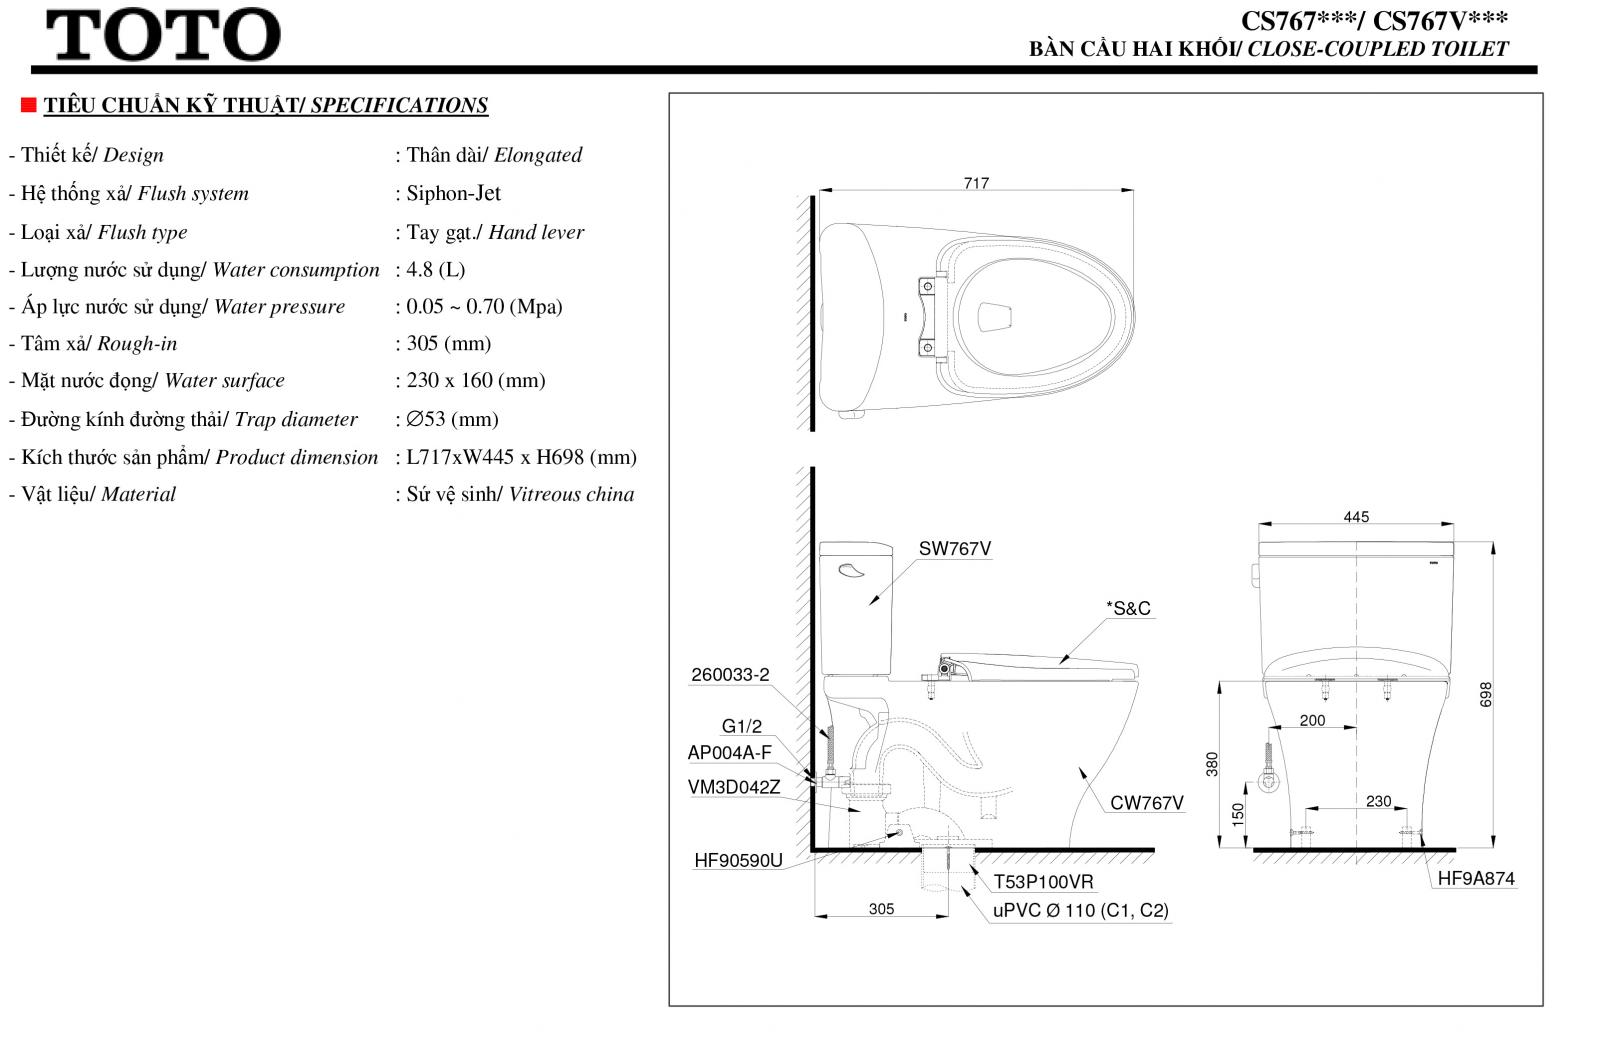 TOTO
CS767***/ CS767V***
BÀN CẦU HAI KHỐI/ CLOSE-COUPLED TOILET
TIÊU CHUẨN KỸ THUẬT/ SPECIFICATIONS
- Thiết kế/ Design : Thân dài/ Elongated
- Hệ thống xả/ Flush system : Siphon-Jet
- Loại xả/ Flush type : Tay gạt./ Hand lever
- Lượng nước sử dụng/ Water consumption : 4.8 (L)
- Áp lực nước sử dụng/ Water pressure : 0.05 ~ 0.70 (Mpa)
- Tâm xả/ Rough-in : 305 (mm)
- Mặt nước đọng/ Water surface : 230 x 160 (mm)
- Đường kính đường thải/ Trap diameter : ∅53 (mm)
- Kích thước sản phẩm/ Product dimension : L717xW445 x H698 (mm)
- Vật liệu/ Material : Sứ vệ sinh/ Vitreous china
717
TOTO
SW767V
*S&C
260033-2
G1/2
AP004A-F
VM3D042Z
HF90590U
CW767V
T53P100VR
uPVC Ø 110 (C1, C2)
305
445
TOTO
698
380
200
150
230
HF9A874